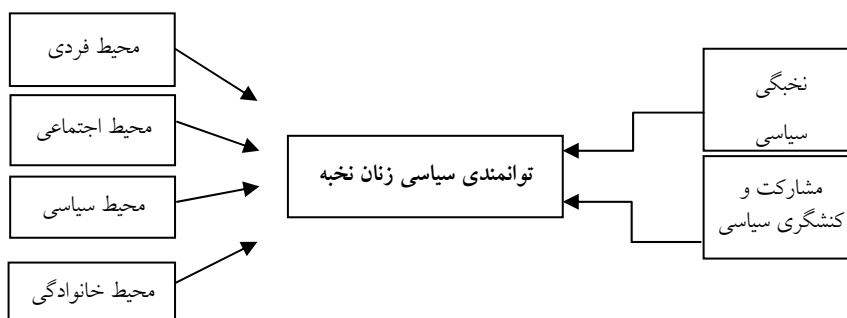 محیط فردی
محیط اجتماعی
محیط سیاسی
محیط خانوادگی
توانمندی سیاسی زنان نخبه
نخبگی
سیاسی
مشارکت و
کنشگری سیاسی